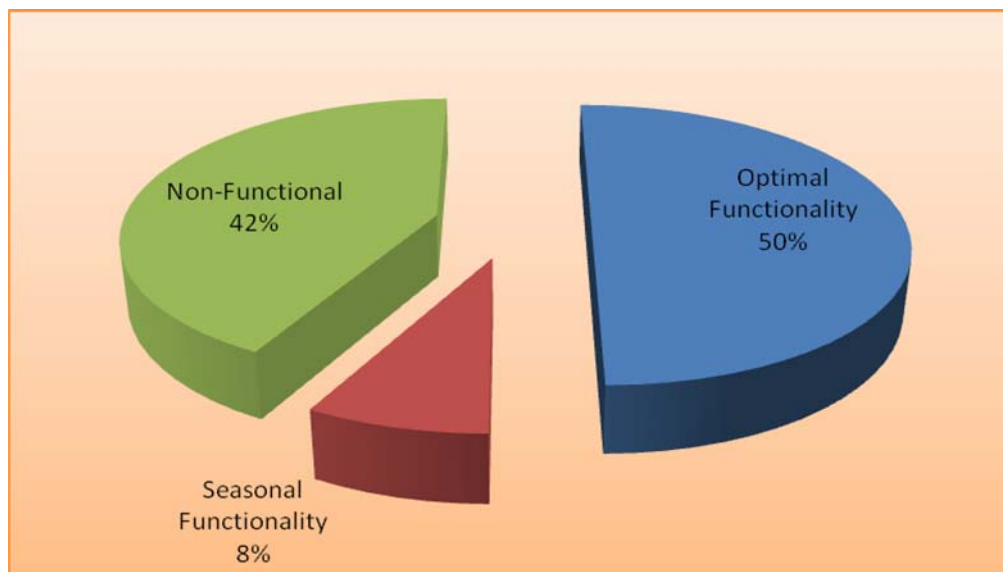 Non-Functional
42%
Optimal
Functionality
50%
Seasonal
Functionality
8%